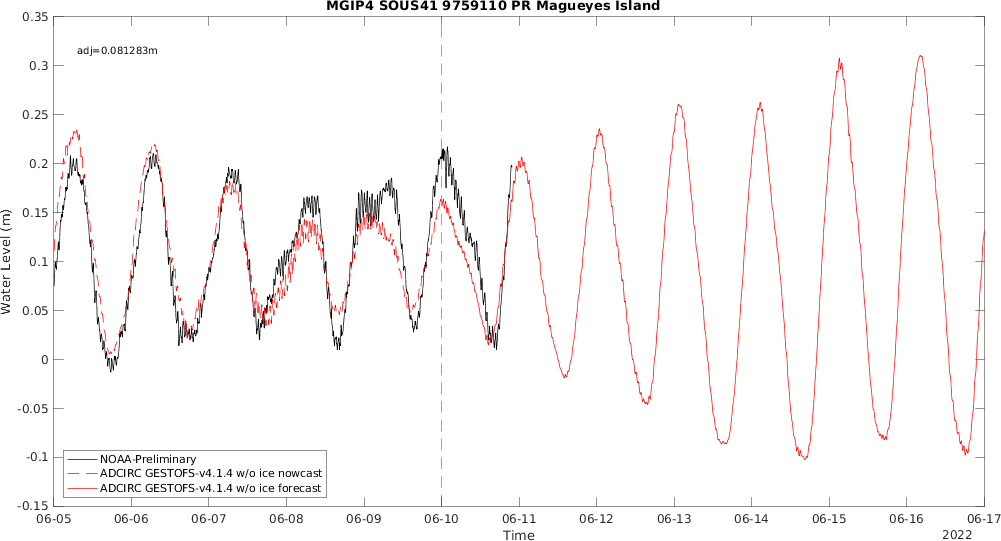 MGIP4 SOUS41 9759110 PR Magueyes Island
adj=0.081283m
Water Level (m)
0.35
0.3
0.25
0.2
0.15
0.1
0.05
0
-0.05
-0.1
-0.15
NOAA-Preliminary
ADCIRC GESTOFS-v4.1.4 w/o ice nowcast
ADCIRC GESTOFS-v4.1.4 w/o ice forecast
06-05 06-06 06-07 06-08 06-09 06-10 06-11 06-12 06-13 06-14 06-15 06-16 06-17
Time
2022